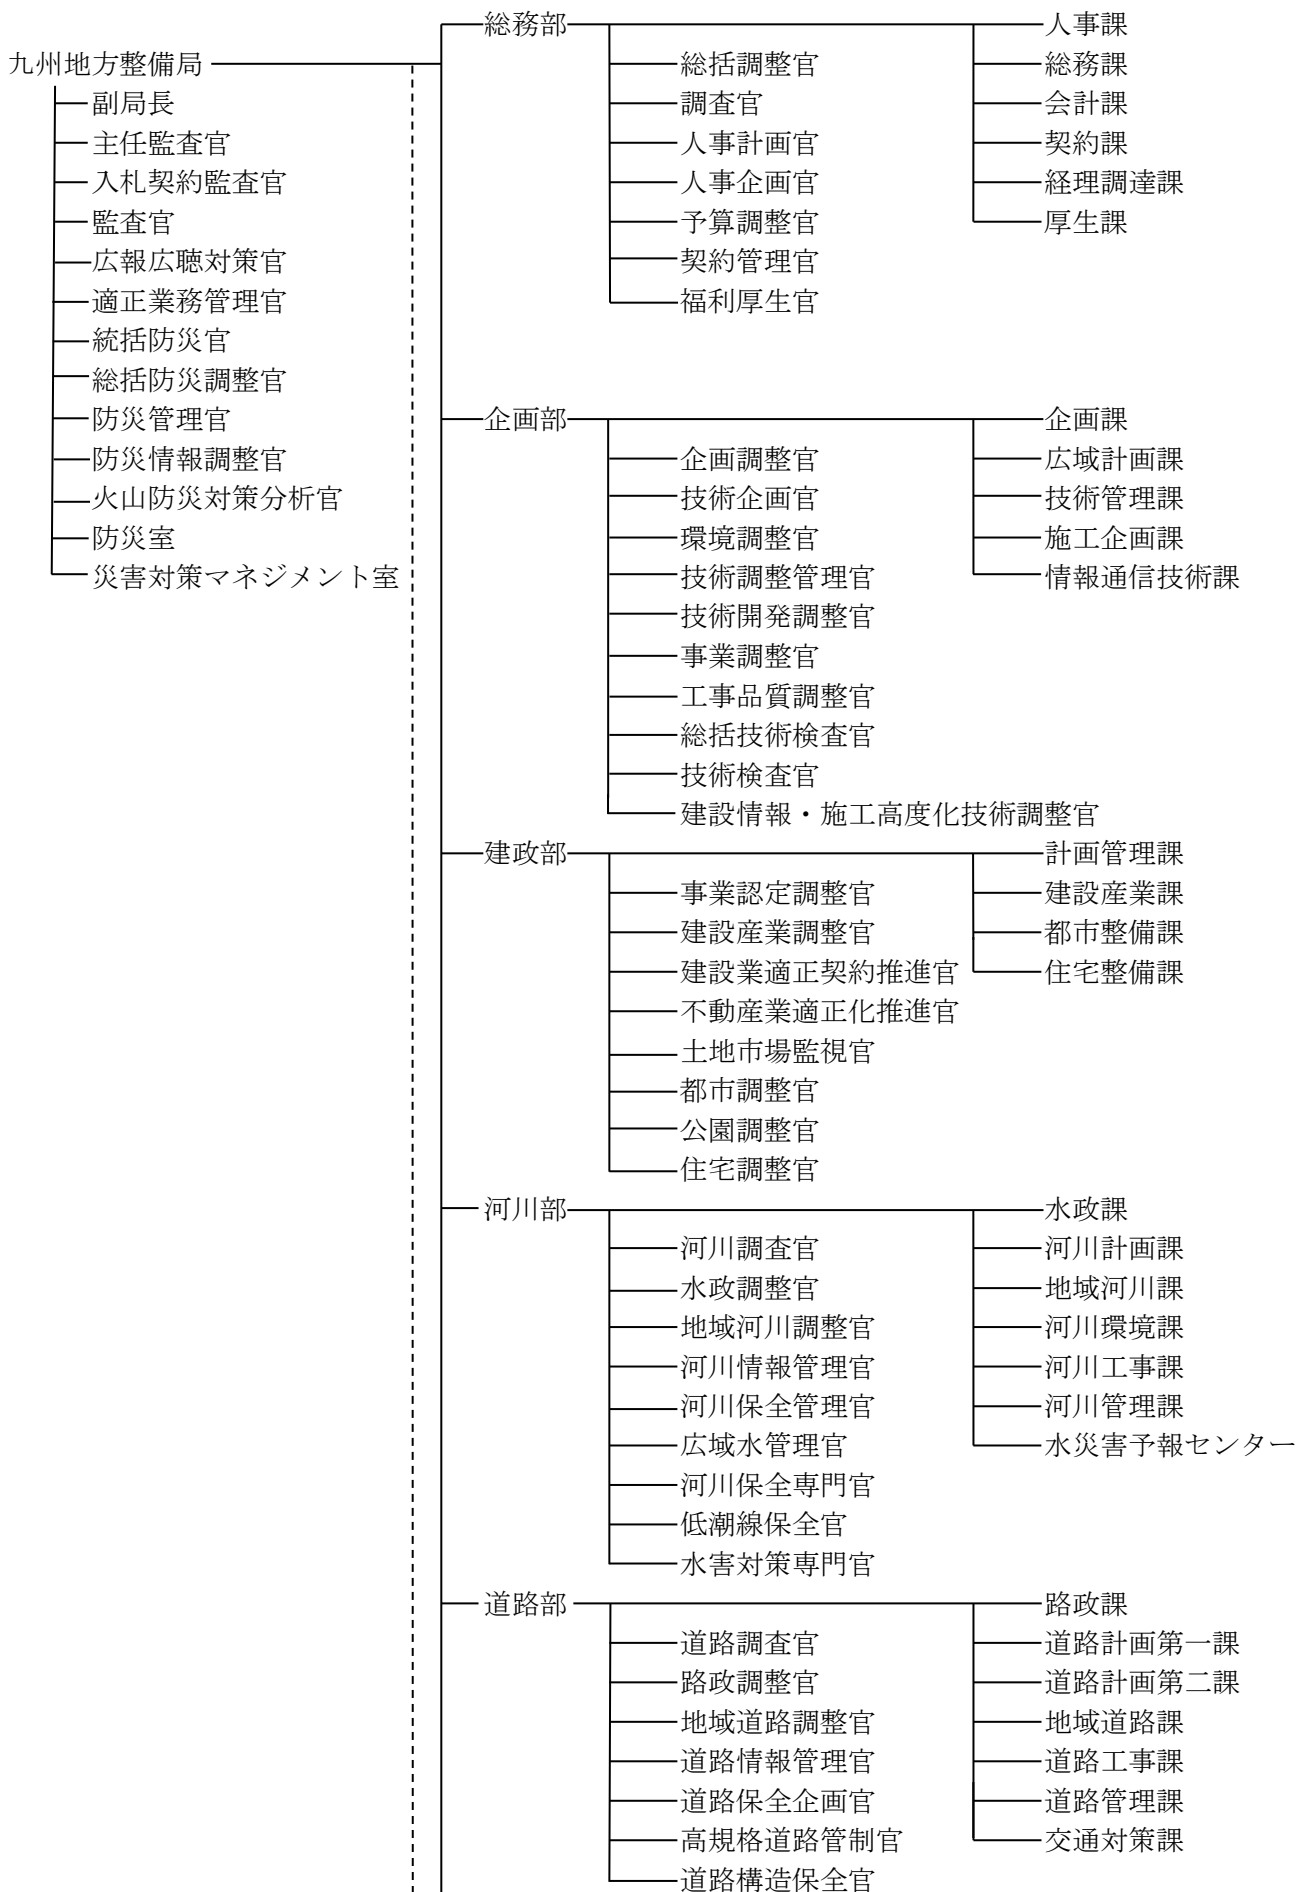 九州地方整備局
副局長
主任監査官
入札契約監査官
監査官
広報広聴対策官
適正業務管理官
統括防災官
総括防災調整官
防災管理官
防災情報調整官
火山防災対策分析官
防災室
災害対策マネジメント室
総務部
総括調整官
調査官
人事計画官
人事企画官
予算調整官
契約管理官
福利厚生官
人事課
総務課
会計課
契約課
経理調達課
厚生課
企画部
企画調整官
技術企画官
環境調整官
技術調整管理官
技術開発調整官
事業調整官
工事品質調整官
総括技術検査官
技術検査官
建設情報・施工高度化技術調整官
企画課
広域計画課
技術管理課
施工企画課
情報通信技術課
建政部
事業認定調整官
建設産業調整官
建設業適正契約推進官
不動産業適正化推進官
土地市場監視官
都市調整官
公園調整官
住宅調整官
計画管理課
建設産業課
都市整備課
住宅整備課
河川部
河川調査官
水政調整官
地域河川調整官
河川情報管理官
河川保全管理官
広域水管理官
河川保全専門官
低潮線保全官
水害対策専門官
水政課
河川計画課
地域河川課
河川環境課
河川工事課
河川管理課
水災害予報センター
道路部
道路調査官
路政調整官
地域道路調整官
道路情報管理官
道路保全企画官
高規格道路管制官
道路構造保全官
路政課
道路計画第一課
道路計画第二課
地域道路課
道路工事課
道路管理課
交通対策課